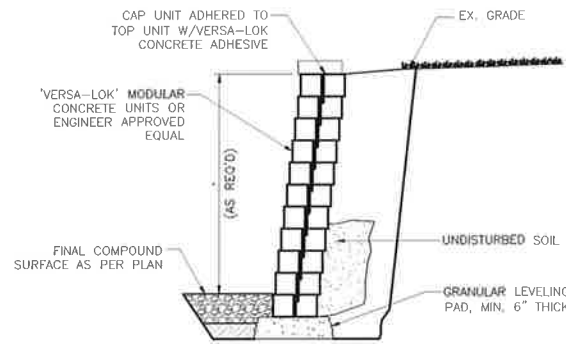 CAP UNIT ADHERED TO
TOP UNIT W/VERSA-LOK
CONCRETE ADHESIVE
EX. GRADE
'VERSA-LOK' MODULAR
CONCRETE UNITS OR
ENGINEER APPROVED
EQUAL
(AS REQ'D)
FINAL COMPOUND
SURFACE AS PER PLAN
UNDISTURBED SOIL
GRANULAR LEVELING
PAD, MIN. 6" THICK